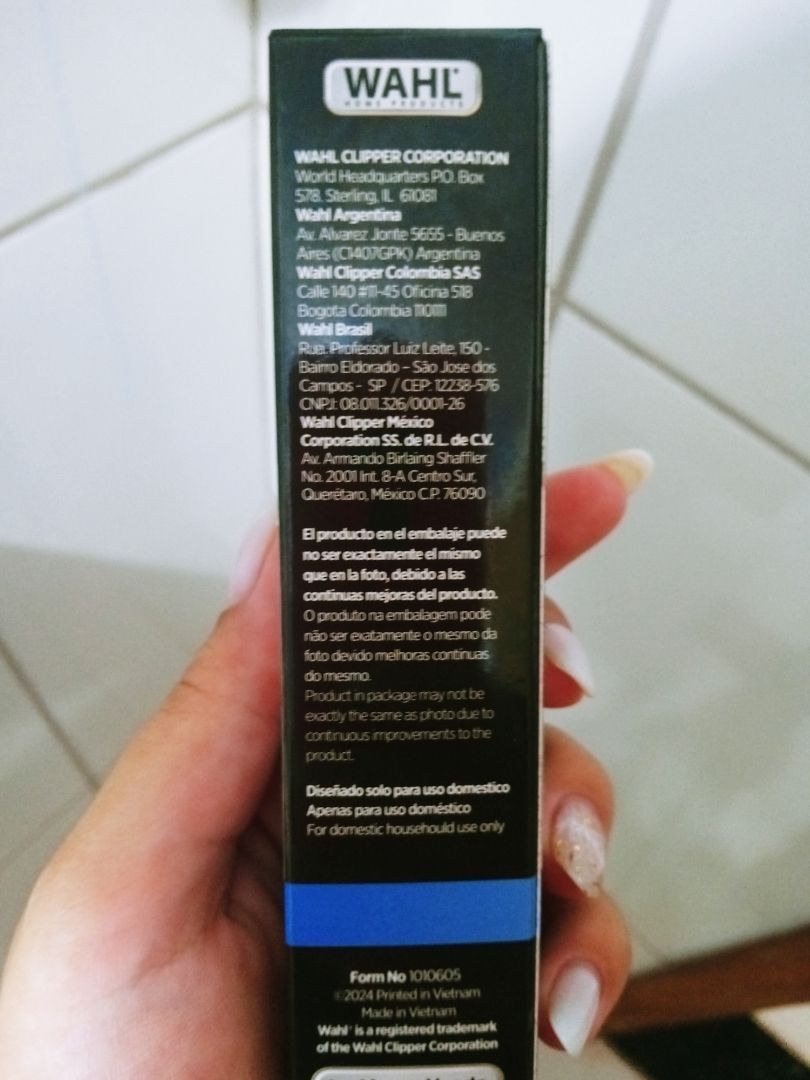 WAHL®
HOME PRODUCTS
WAHL CLIPPER CORPORATION
World Headquarters P.O. Box
578. Sterling, IL 61081
Wahl Argentina
Av. Alvarez Jonte 5655 - Buenos
Aires (C1407GPK) Argentina
Wahl Clipper Colombia SAS
Calle 140 #11-45 Oficina 518
Bogota Colombia 110111
Wahl Brasil
Rua. Professor Luiz Leite, 150 -
Bairro Eldorado - São Jose dos
Campos - SP / CEP: 12238-576
CNPJ: 08.011.326/0001-26
Wahl Clipper México
Corporation SS. de R.L. de C.V.
Av. Armando Birlaing Shaffler
No. 2001 Int. 8-A Centro Sur,
Querétaro, México C.P. 76090
El producto en el embalaje puede
no ser exactamente el mismo
que en la foto, debido a las
continuas mejoras del producto.
O produto na embalagem pode
não ser exatamente o mesmo da
foto devido melhoras contínuas
do mesmo.
Product in package may not be
exactly the same as photo due to
continuous improvements to the
product.
Diseñado solo para uso domestico
Apenas para uso doméstico
For domestic househould use only
Form No 1010605
©2024 Printed in Vietnam
Made in Vietnam
Wahl® is a registered trademark
of the Wahl Clipper Corporation